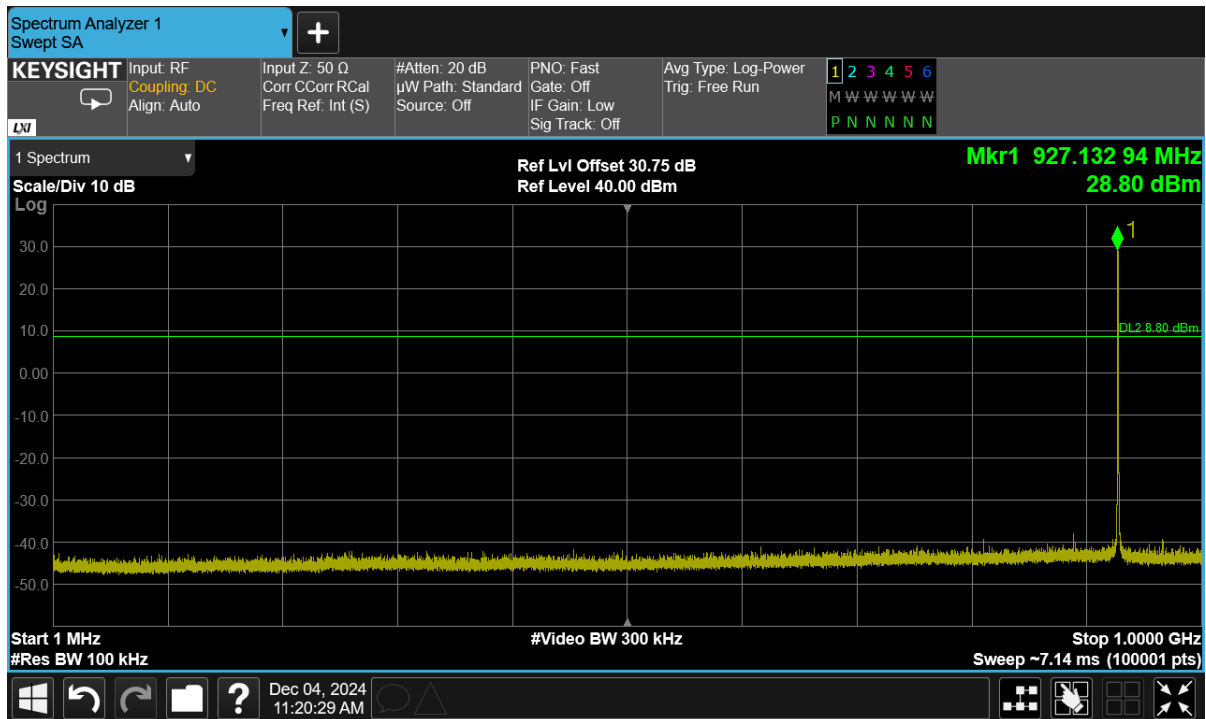 Spectrum Analyzer 1
Swept SA
+
KEYSIGHT
LXI
Input: RF
Coupling: DC
Align: Auto
Input Z: 50 Ω
Corr CCorr RCal
Freq Ref: Int (S)
#Atten: 20 dB
µW Path: Standard
Source: Off
PNO: Fast
Gate: Off
IF Gain: Low
Sig Track: Off
Avg Type: Log-Power
Trig: Free Run
1 2 3 4 5 6
M W W W W W
P N N N N N
1 Spectrum
Ref Lvl Offset 30.75 dB
Mkr1 927.132 94 MHz
Scale/Div 10 dB
Ref Level 40.00 dBm
28.80 dBm
Log
1
30.0
20.0
10.0
DL2 8.80 dBm
0.00
-10.0
-20.0
-30.0
-40.0
-50.0
Start 1 MHz
#Video BW 300 kHz
Stop 1.0000 GHz
#Res BW 100 kHz
Sweep ~7.14 ms (100001 pts)
?
Dec 04, 2024
11:20:29 AM